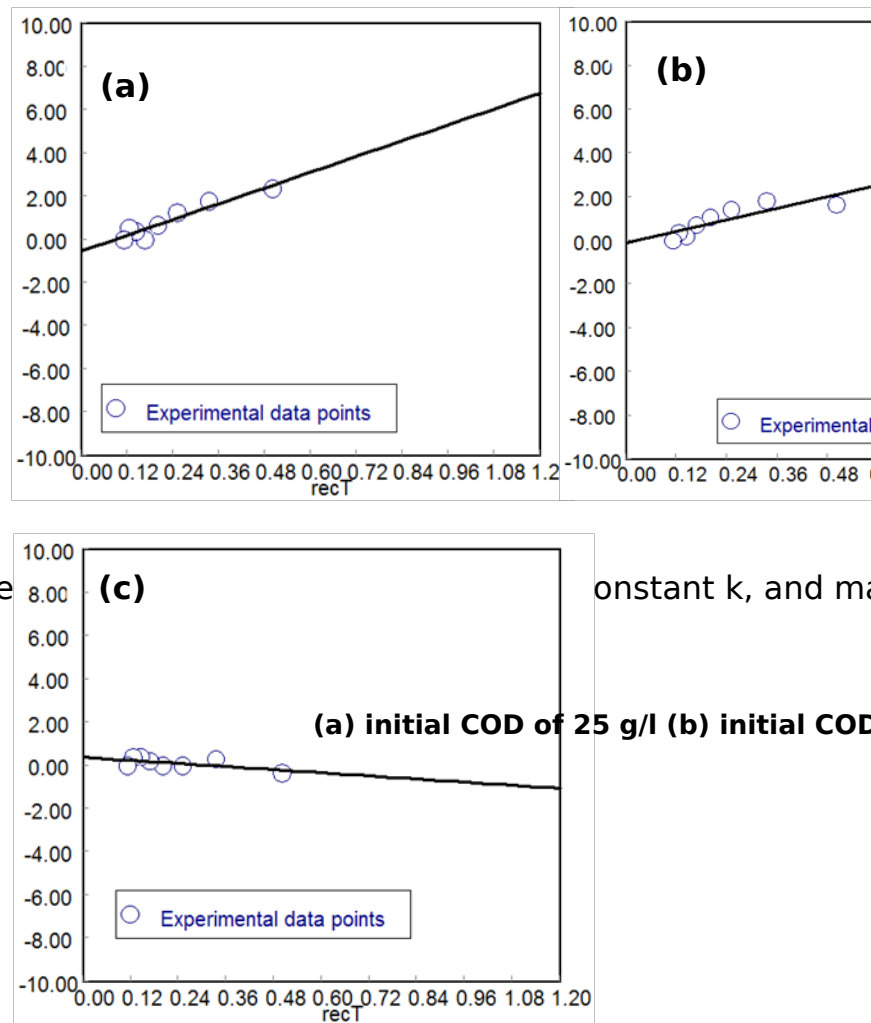 10.00
8.00
6.00
4.00
2.00
0.00
-2.00
-4.00
-6.00
-8.00
-10.00
(a)
Experimental data points
0.00 0.12 0.24 0.36 0.48 0.60 0.72 0.84 0.96 1.08 1.2
recT
10.00
8.00
6.00
4.00
2.00
0.00
-2.00
-4.00
-6.00
-8.00
-10.00
(b)
Experimental
0.00 0.12 0.24 0.36 0.48
10.00
8.00
6.00
4.00
2.00
0.00
-2.00
-4.00
-6.00
-8.00
-10.00
(c)
Experimental data points
0.00 0.12 0.24 0.36 0.48 0.60 0.72 0.84 0.96 1.08 1.20
recT
e
onstant k, and ma
(a) initial COD of 25 g/l (b) initial COD